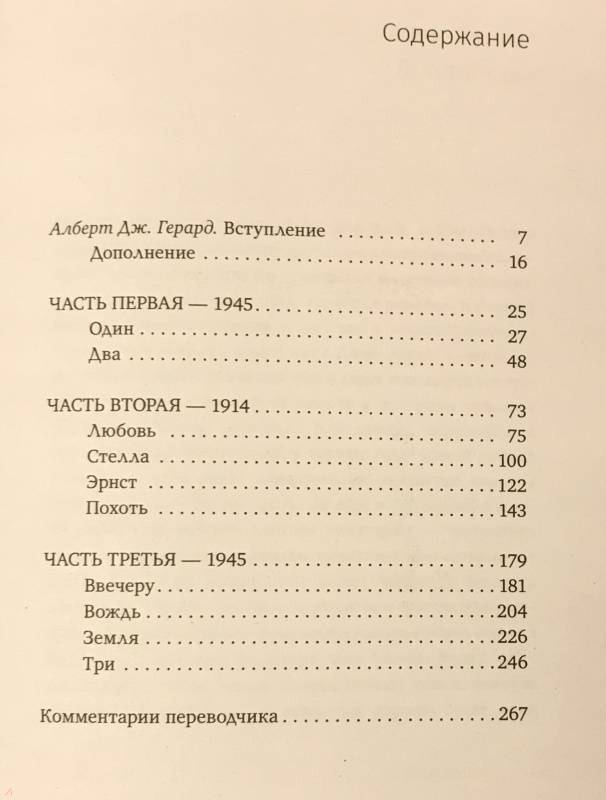 Содержание
Алберт Дж. Герард. Вступление .................... 7
Дополнение .................... 16
ЧАСТЬ ПЕРВАЯ — 1945 .................... 25
Один .................... 27
Два .................... 48
ЧАСТЬ ВТОРАЯ — 1914 .................... 73
Любовь .................... 75
Стелла .................... 100
Эрнст .................... 122
Похоть .................... 143
ЧАСТЬ ТРЕТЬЯ — 1945 .................... 179
Ввечеру .................... 181
Вождь .................... 204
Земля .................... 226
Три .................... 246
Комментарии переводчика .................... 267